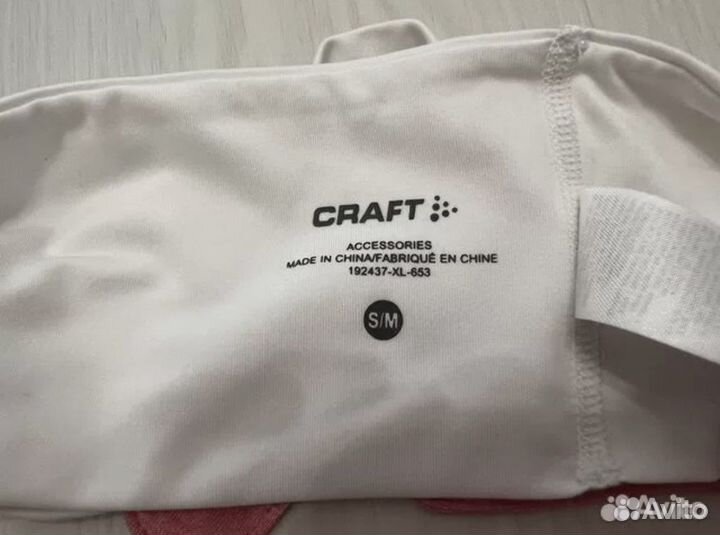 CRAFT
ACCESSORIES
MADE IN CHINA/FABRIQUÉ EN CHINE
192437-XL-653
S/M
Avito